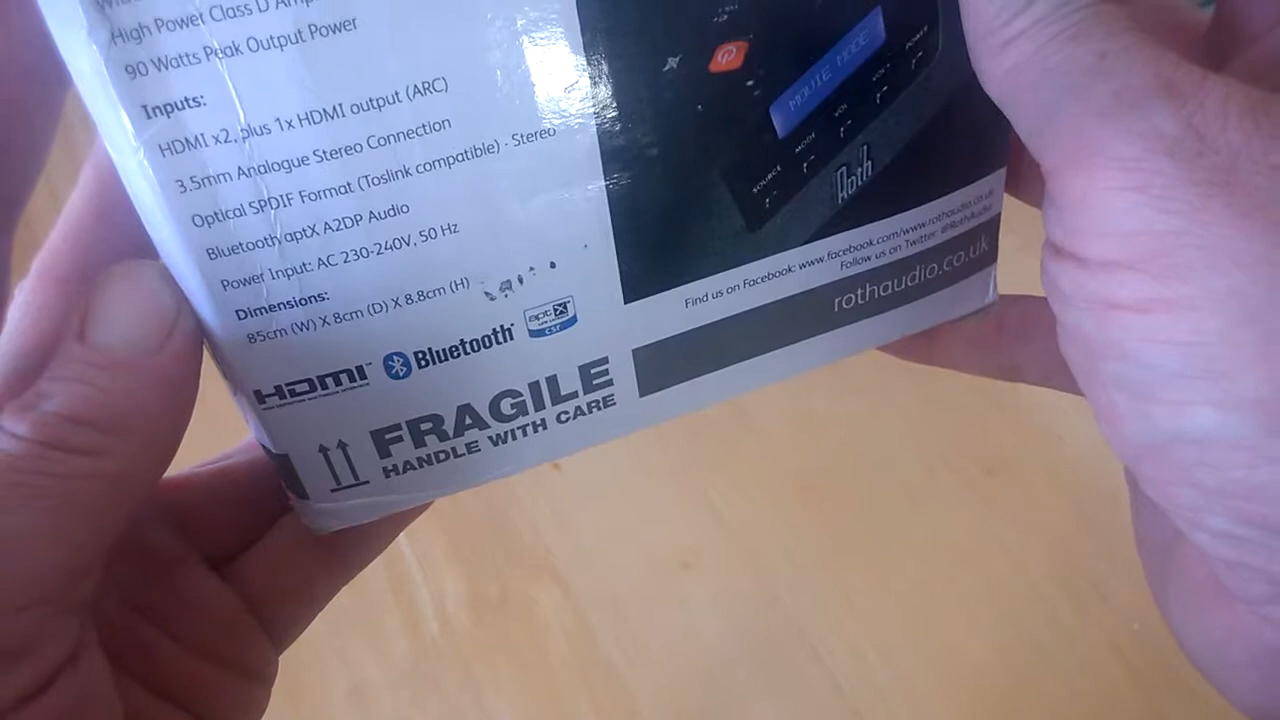 High Power Class D
90 Watts Peak Output Power
Inputs:
HDMI x2, plus 1x HDMI output (ARC)
3.5mm Analogue Stereo Connection
Optical SPDIF Format (Toslink compatible) - Stereo
Bluetooth aptX A2DP Audio
Power Input: AC 230-240V, 50 Hz
Dimensions:
85cm (W) X 8cm (D) X 8.8cm (H)
HDMI
Bluetooth
aptX
CSR
FRAGILE
HANDLE WITH CARE
MOVIE MODE
SOURCE
MODE
VOL -
VOL +
POWER
Roth
Find us on Facebook: www.facebook.com/www.rothaudio.co.uk
Follow us on Twitter: @RothAudio
rothaudio.co.uk